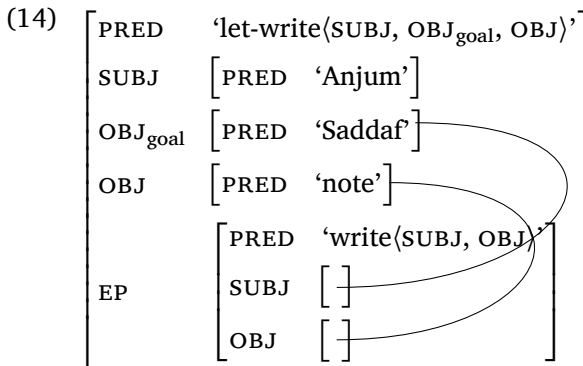 (14) PRED ‘let-write⟨SUBJ, OBJgoal, OBJ⟩’
SUBJ [PRED ‘Anjum’]
OBJgoal [PRED ‘Saddaf’]
OBJ [PRED ‘note’]
PRED ‘write⟨SUBJ, OBJ⟩’
EP SUBJ [ ]
OBJ [ ]